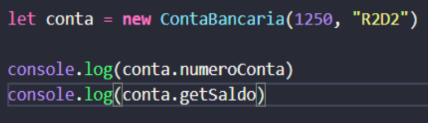 let conta = new ContaBancaria(1250, "R2D2")
console.log(conta.numeroConta)
console.log(conta.getSaldo)